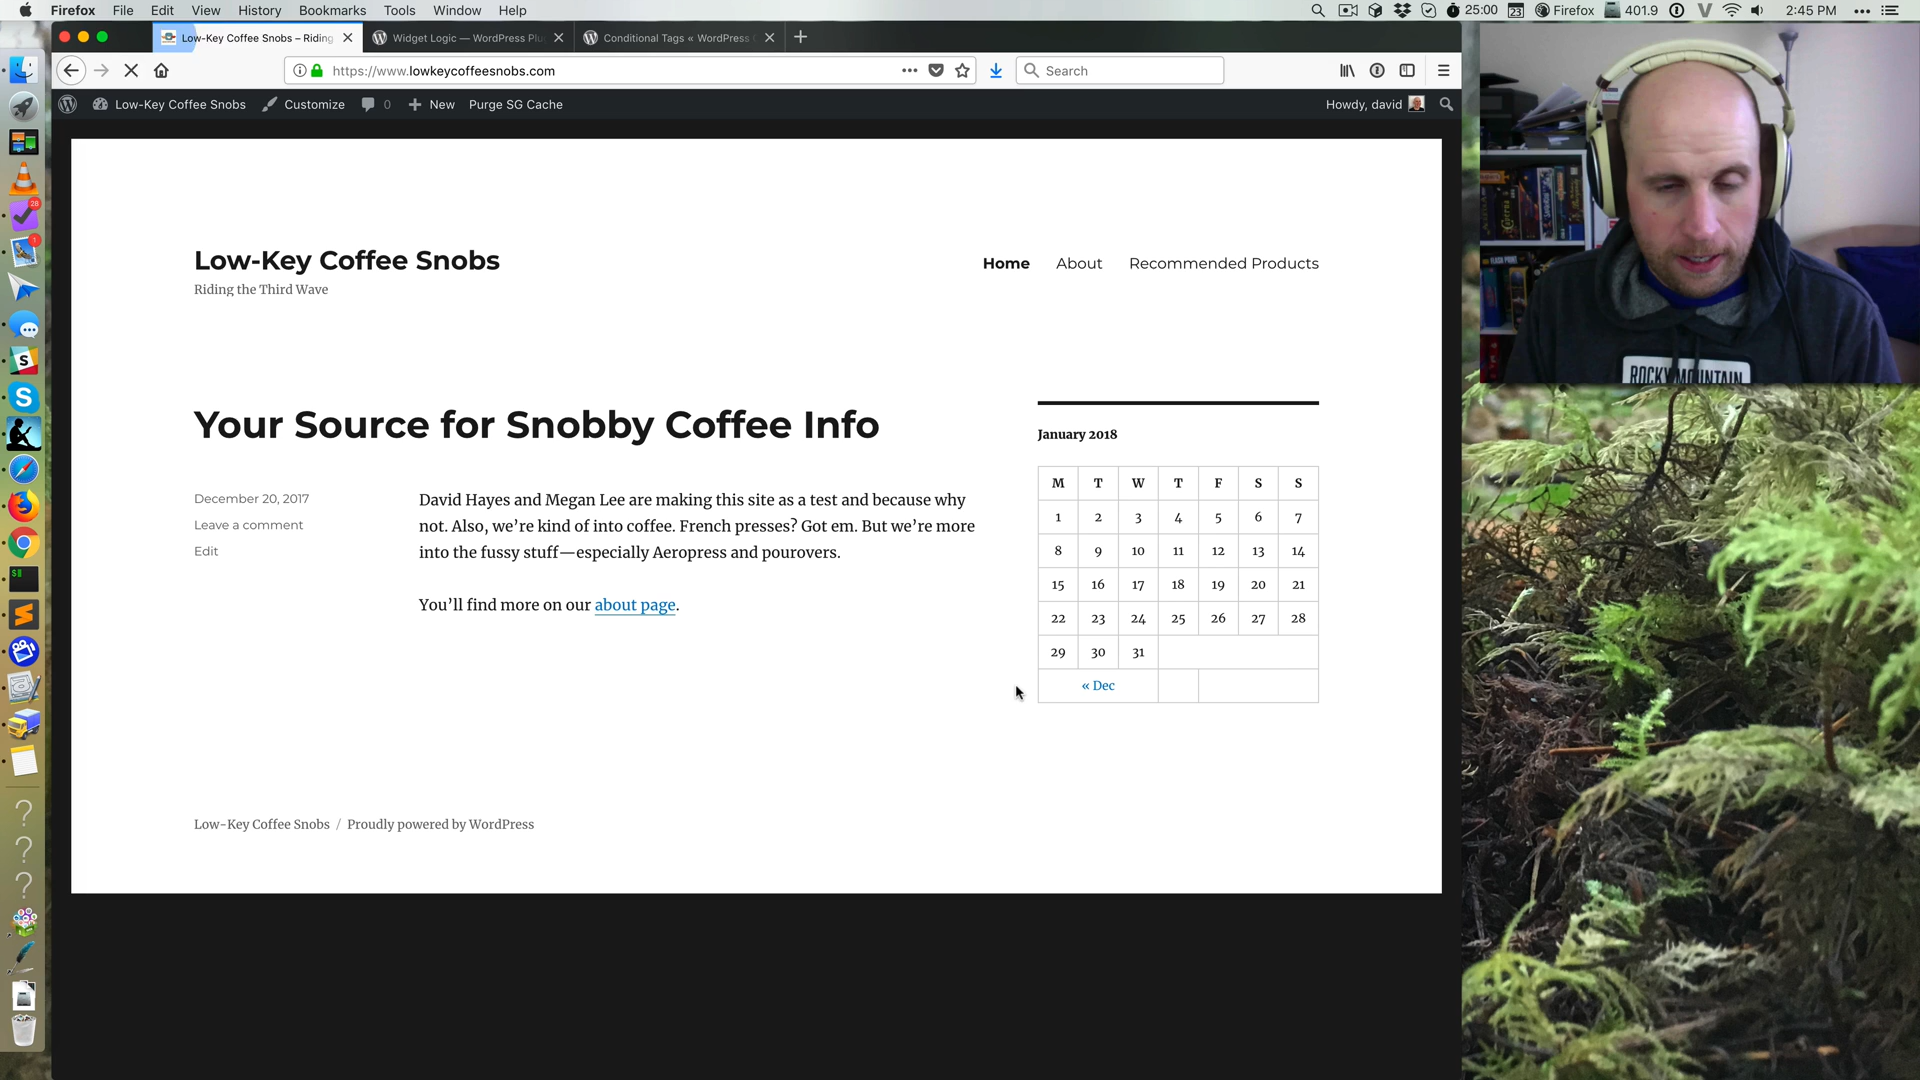 Firefox File Edit View History Bookmarks Tools Window Help
25:00 23 Firefox 401.9 2:45 PM
Low-Key Coffee Snobs – Riding
Widget Logic — WordPress Plu
Conditional Tags « WordPress
https://www.lowkeycoffeesnobs.com
Search
Low-Key Coffee Snobs Customize 0 New Purge SG Cache
Howdy, david
Low-Key Coffee Snobs
Riding the Third Wave
Home About Recommended Products
Your Source for Snobby Coffee Info
December 20, 2017
Leave a comment
Edit
David Hayes and Megan Lee are making this site as a test and because why
not. Also, we’re kind of into coffee. French presses? Got em. But we’re more
into the fussy stuff—especially Aeropress and pourovers.
You’ll find more on our about page.
January 2018
M T W T F S S
1 2 3 4 5 6 7
8 9 10 11 12 13 14
15 16 17 18 19 20 21
22 23 24 25 26 27 28
29 30 31
« Dec
Low-Key Coffee Snobs / Proudly powered by WordPress
28
1
ROCKY MOUNTAIN